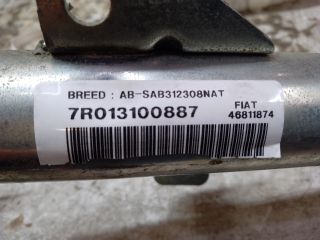 BREED : AB-SAB312308NAT
7R013100887
FIAT
46811874